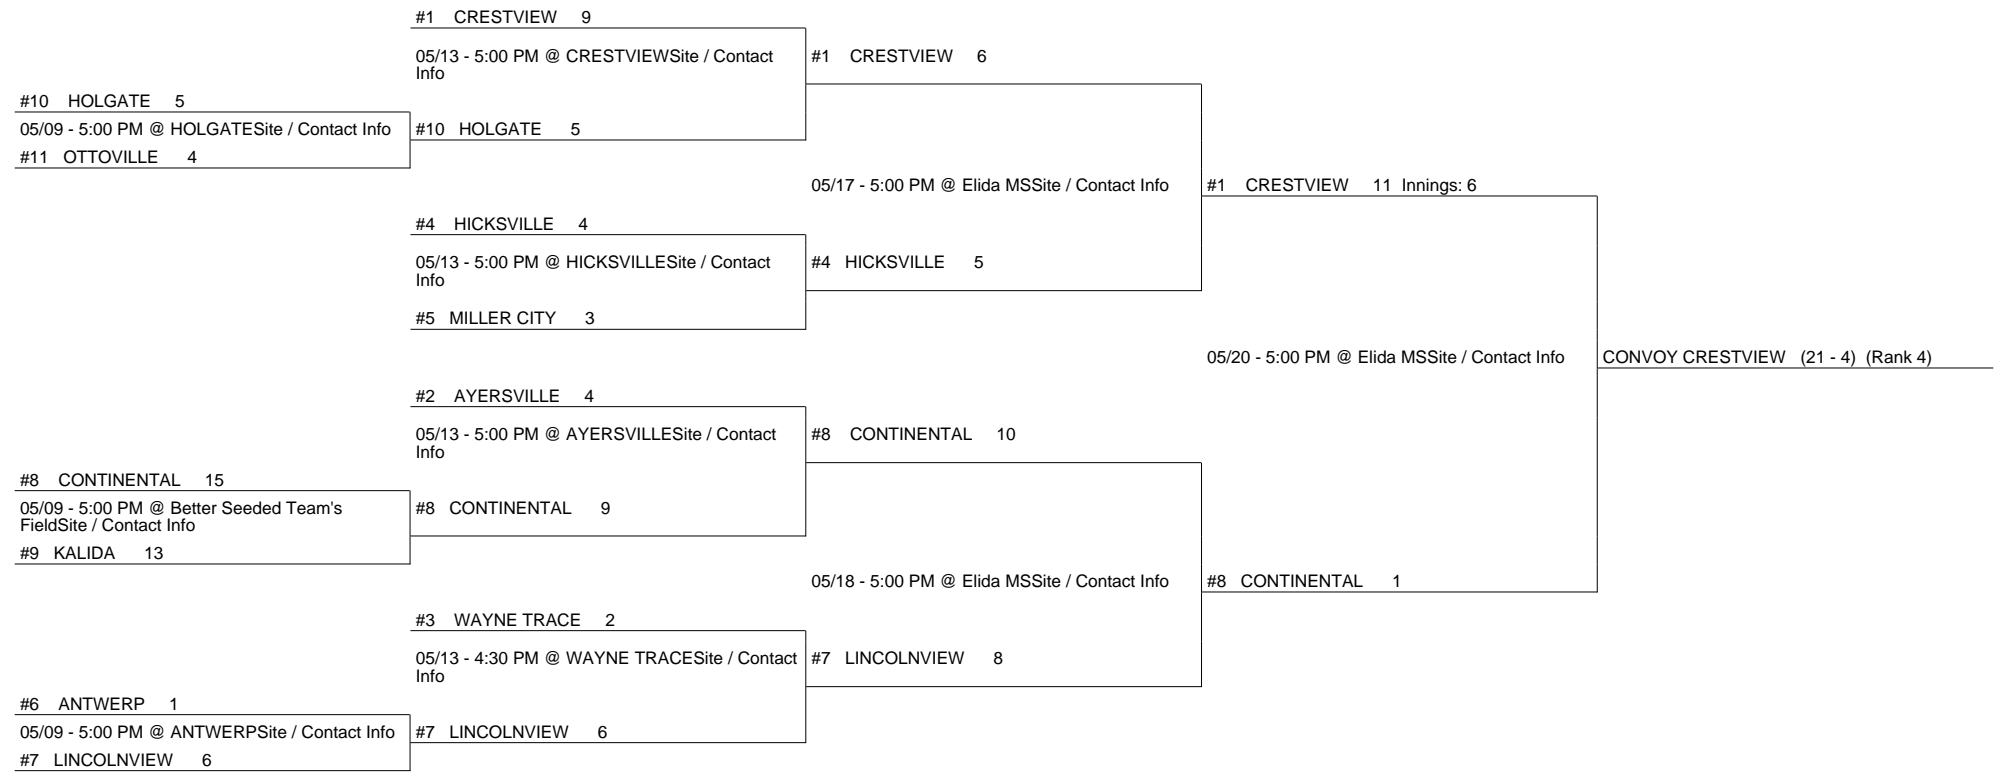 #1 CRESTVIEW 9
05/13 - 5:00 PM @ CRESTVIEWSite / Contact
Info
#1 CRESTVIEW 6
#10 HOLGATE 5
05/09 - 5:00 PM @ HOLGATESite / Contact Info
#10 HOLGATE 5
#11 OTTOVILLE 4
05/17 - 5:00 PM @ Elida MSSite / Contact Info
#1 CRESTVIEW 11 Innings: 6
#4 HICKSVILLE 4
05/13 - 5:00 PM @ HICKSVILLESite / Contact
Info
#4 HICKSVILLE 5
#5 MILLER CITY 3
05/20 - 5:00 PM @ Elida MSSite / Contact Info
CONVOY CRESTVIEW (21 - 4) (Rank 4)
#2 AYERSVILLE 4
05/13 - 5:00 PM @ AYERSVILLESite / Contact
Info
#8 CONTINENTAL 10
#8 CONTINENTAL 15
05/09 - 5:00 PM @ Better Seeded Team's
FieldSite / Contact Info
#8 CONTINENTAL 9
#9 KALIDA 13
05/18 - 5:00 PM @ Elida MSSite / Contact Info
#8 CONTINENTAL 1
#3 WAYNE TRACE 2
05/13 - 4:30 PM @ WAYNE TRACESite / Contact
Info
#7 LINCOLNVIEW 8
#6 ANTWERP 1
05/09 - 5:00 PM @ ANTWERPSite / Contact Info
#7 LINCOLNVIEW 6
#7 LINCOLNVIEW 6